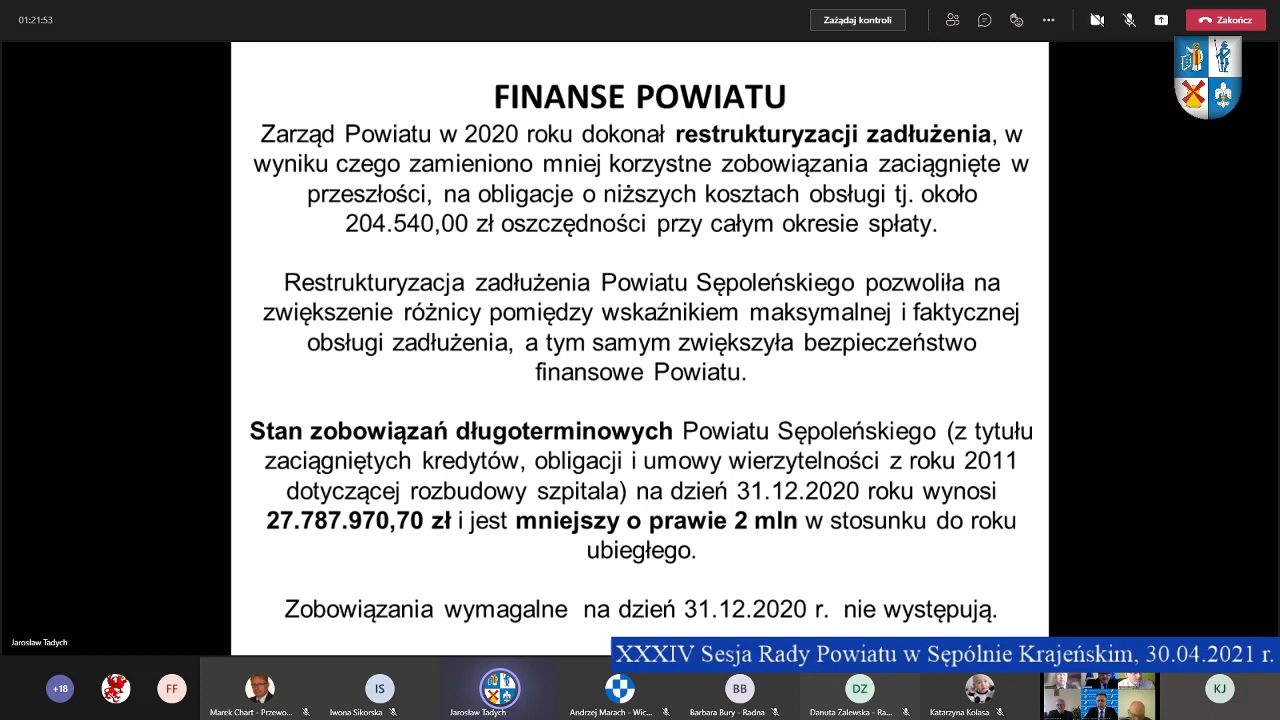 01:21:53
Zażądaj kontroli
Zakończ
FINANSE POWIATU
Zarząd Powiatu w 2020 roku dokonał restrukturyzacji zadłużenia, w
wyniku czego zamieniono mniej korzystne zobowiązania zaciągnięte w
przeszłości, na obligacje o niższych kosztach obsługi tj. około
204.540,00 zł oszczędności przy całym okresie spłaty.
Restrukturyzacja zadłużenia Powiatu Sępoleńskiego pozwoliła na
zwiększenie różnicy pomiędzy wskaźnikiem maksymalnej i faktycznej
obsługi zadłużenia, a tym samym zwiększyła bezpieczeństwo
finansowe Powiatu.
Stan zobowiązań długoterminowych Powiatu Sępoleńskiego (z tytułu
zaciągniętych kredytów, obligacji i umowy wierzytelności z roku 2011
dotyczącej rozbudowy szpitala) na dzień 31.12.2020 roku wynosi
27.787.970,70 zł i jest mniejszy o prawie 2 mln w stosunku do roku
ubiegłego.
Zobowiązania wymagalne na dzień 31.12.2020 r. nie występują.
Jarosław Tadych
XXXIV Sesja Rady Powiatu w Sępólnie Krajeńskim, 30.04.2021 r.
+18
FF
IS
BB
DZ
KJ
Marek Chart - Przewo...
Iwona Sikorska
Jarosław Tadych
Andrzej Marach - Wic...
Barbara Bury - Radna
Danuta Zalewska - Ra...
Katarzyna Kolasa